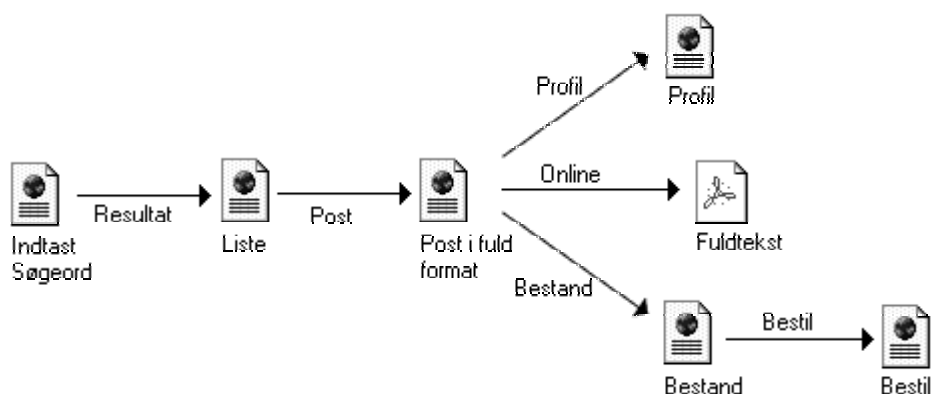 Profil
Profil
Online
Resultat
Post
Indtast
Søgeord
Liste
Post i fuld
format
Fuldtekst
Bestand
Bestil
Bestand
Bestil